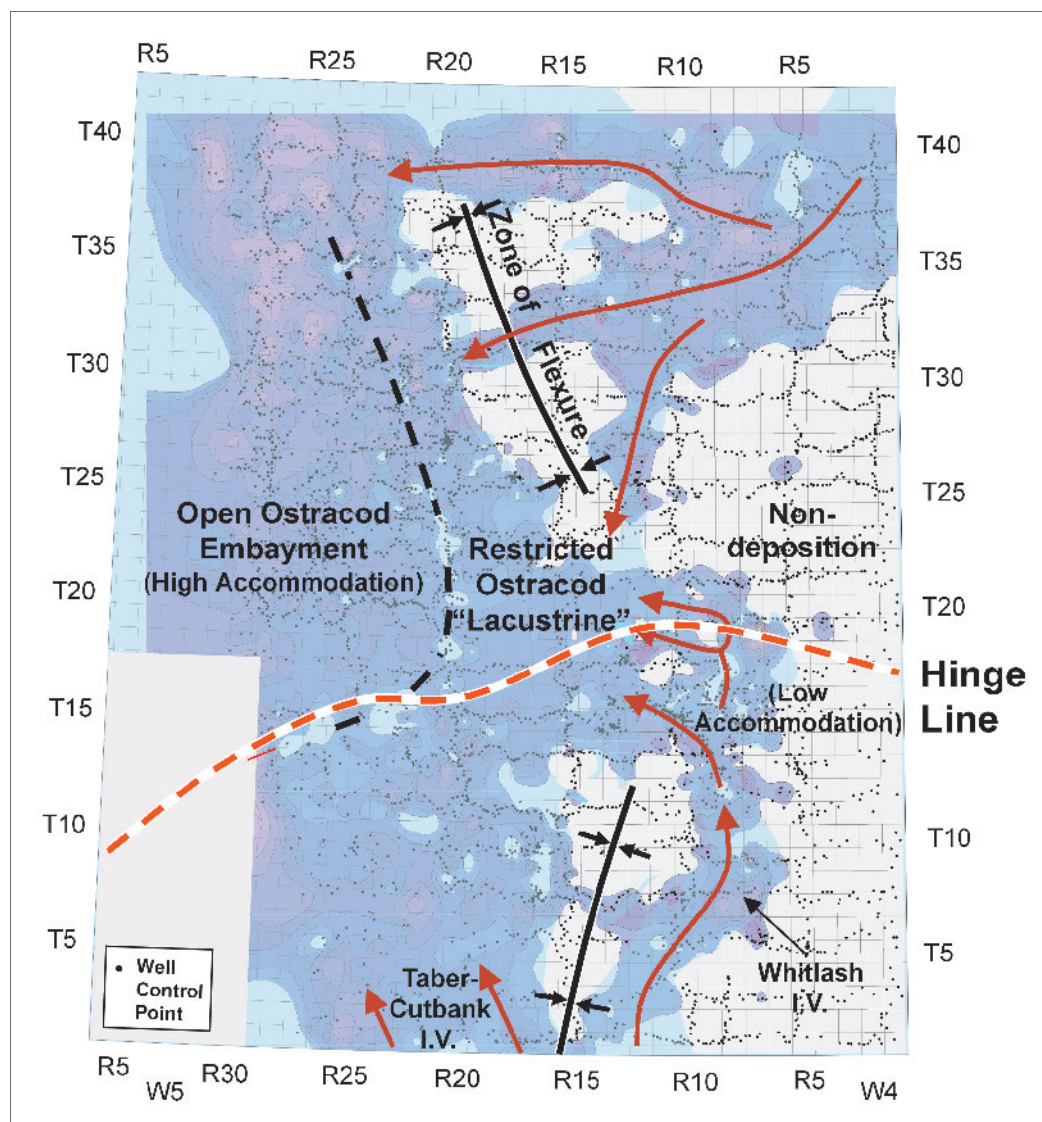 R5
R25
R20
R15
R10
R5
T40
T40
T35
T35
Zone of
Flexure
T30
T30
T25
T25
Open Ostracod
Embayment
(High Accommodation)
Restricted
Ostracod
“Lacustrine”
Non-
deposition
T20
T20
Hinge
Line
T15
(Low
Accommodation)
T10
T10
T5
T5
• Well
Control
Point
Taber-
Cutbank
I.V.
Whitlash
I.V.
R5
W5
R30
R25
R20
R15
R10
R5
W4